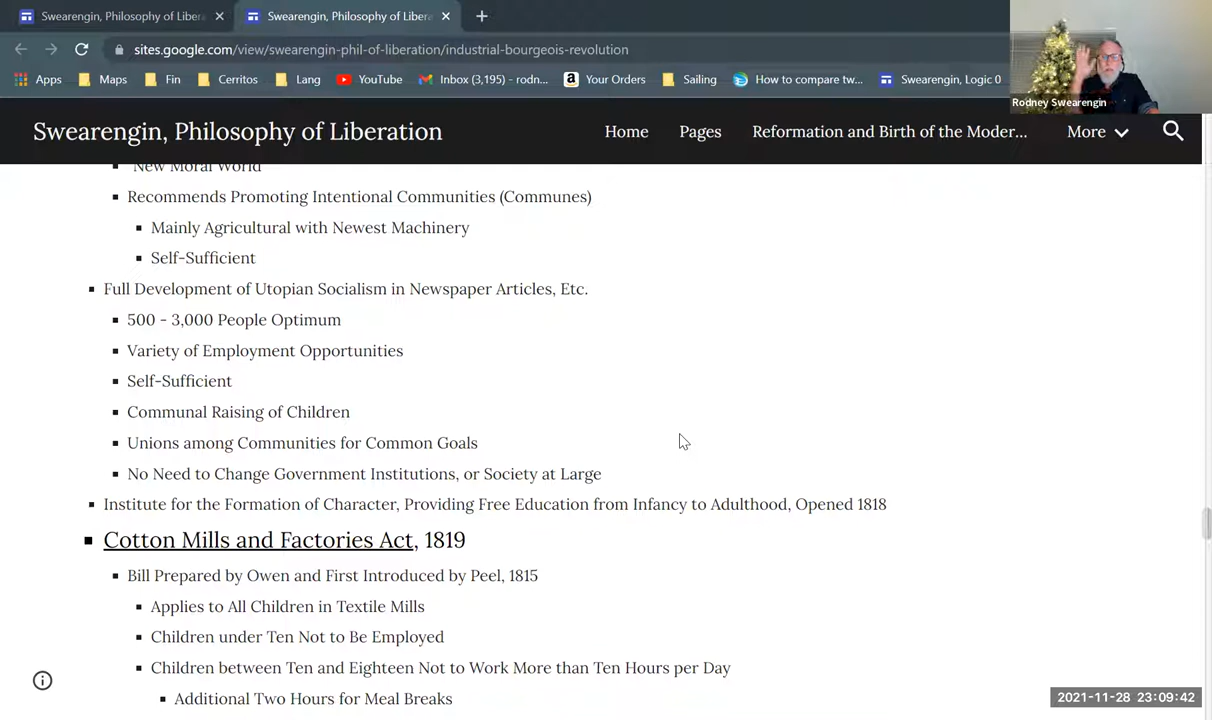 Swearengin, Philosophy of Libera
Swearengin, Philosophy of Libera
sites.google.com/view/swearengin-phil-of-liberation/industrial-bourgeois-revolution
Apps Maps Fin Cerritos Lang YouTube Inbox (3,195) - rodn... Your Orders Sailing How to compare tw... Swearengin, Logic 0
Rodney Swearengin
Swearengin, Philosophy of Liberation
Home Pages Reformation and Birth of the Moder... More
"New Moral World"
Recommends Promoting Intentional Communities (Communes)
Mainly Agricultural with Newest Machinery
Self-Sufficient
Full Development of Utopian Socialism in Newspaper Articles, Etc.
500 - 3,000 People Optimum
Variety of Employment Opportunities
Self-Sufficient
Communal Raising of Children
Unions among Communities for Common Goals
No Need to Change Government Institutions, or Society at Large
Institute for the Formation of Character, Providing Free Education from Infancy to Adulthood, Opened 1818
Cotton Mills and Factories Act, 1819
Bill Prepared by Owen and First Introduced by Peel, 1815
Applies to All Children in Textile Mills
Children under Ten Not to Be Employed
Children between Ten and Eighteen Not to Work More than Ten Hours per Day
Additional Two Hours for Meal Breaks
2021-11-28 23:09:42